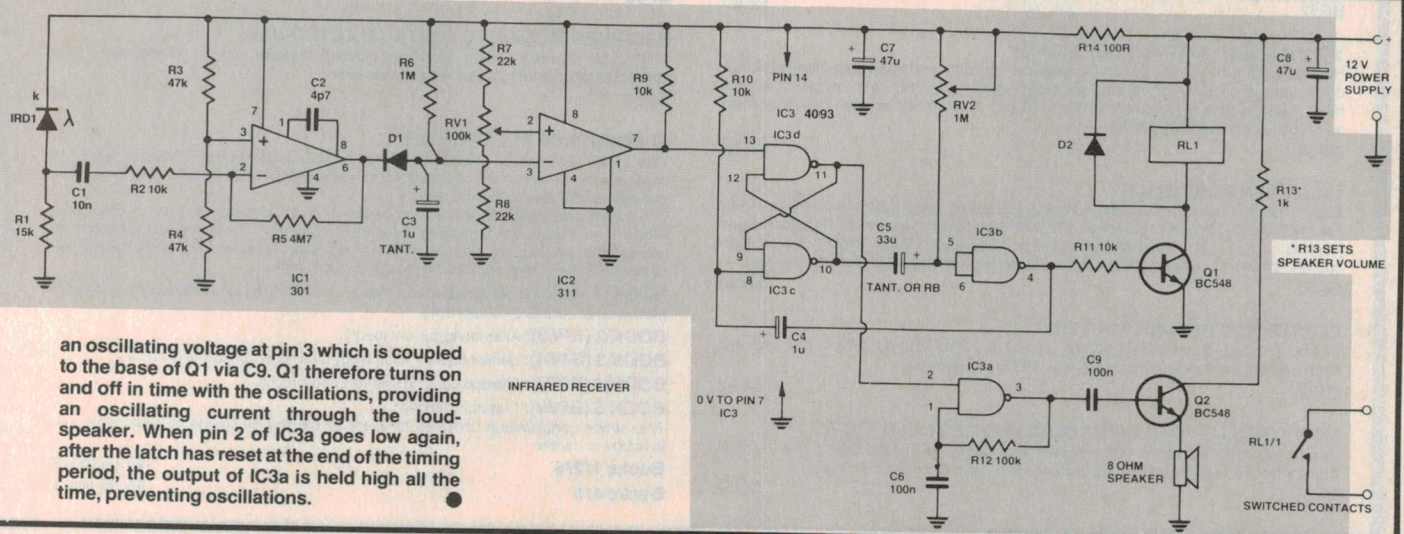 R3
47k
C2
4p7
R6
1M
R7
22k
R9
10k
R10
10k
PIN 14
C7
47u
R14 100R
C8
47u
+
12 V
POWER
SUPPLY
k
IRD1
λ
7
3
+
2
−
1
8
6
4
D1
RV1
100k
2
+
8
3
−
7
1
4
IC3 4093
IC3d
13
12
11
RV2
1M
D2
RL1
R13*
1k
C1
10n
R2 10k
R1
15k
R4
47k
R5 4M7
+
C3
1u
TANT.
R8
22k
9
8
10
IC3c
C5
33u
+
TANT. OR RB
IC3b
5
6
4
R11 10k
Q1
BC548
* R13 SETS
SPEAKER VOLUME
IC1
301
IC2
311
+
C4
1u
an oscillating voltage at pin 3 which is coupled
to the base of Q1 via C9. Q1 therefore turns on
and off in time with the oscillations, providing
an oscillating current through the loud-
speaker. When pin 2 of IC3a goes low again,
after the latch has reset at the end of the timing
period, the output of IC3a is held high all the
time, preventing oscillations.
INFRARED RECEIVER
0 V TO PIN 7
IC3
IC3a
2
1
3
C9
100n
R12 100k
C6
100n
Q2
BC548
8 OHM
SPEAKER
RL1/1
SWITCHED CONTACTS